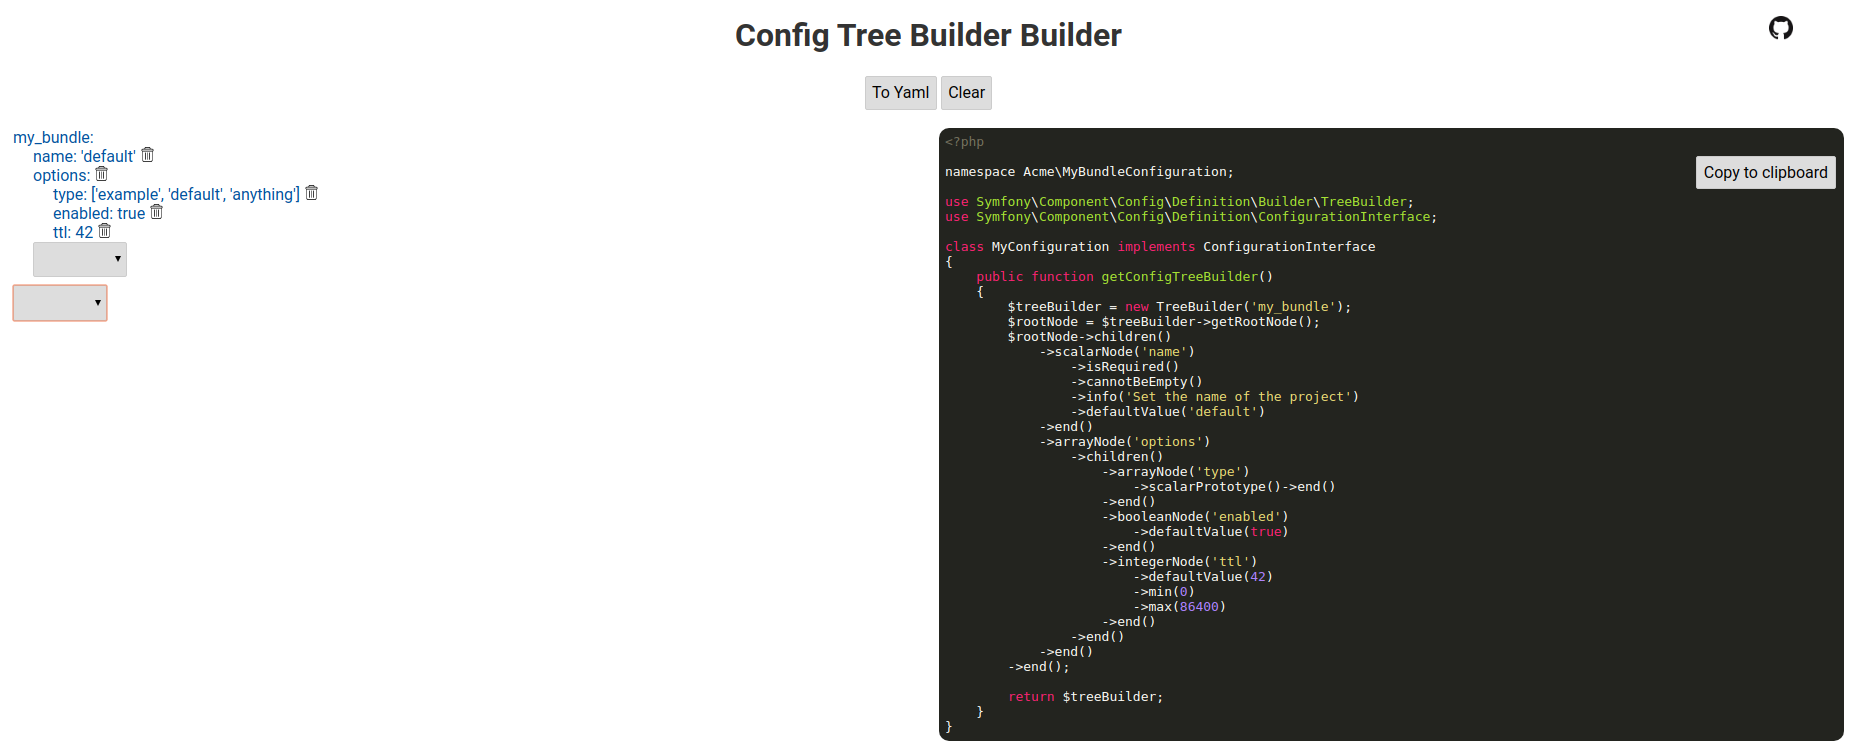 Config Tree Builder Builder
To Yaml
Clear
my_bundle:
name: 'default'
options:
type: ['example', 'default', 'anything']
enabled: true
ttl: 42
<?php
Copy to clipboard
namespace Acme\MyBundleConfiguration;
use Symfony\Component\Config\Definition\Builder\TreeBuilder;
use Symfony\Component\Config\Definition\ConfigurationInterface;
class MyConfiguration implements ConfigurationInterface
{
    public function getConfigTreeBuilder()
    {
        $treeBuilder = new TreeBuilder('my_bundle');
        $rootNode = $treeBuilder->getRootNode();
        $rootNode->children()
            ->scalarNode('name')
                ->isRequired()
                ->cannotBeEmpty()
                ->info('Set the name of the project')
                ->defaultValue('default')
            ->end()
            ->arrayNode('options')
                ->children()
                    ->arrayNode('type')
                        ->scalarPrototype()->end()
                    ->end()
                    ->booleanNode('enabled')
                        ->defaultValue(true)
                    ->end()
                    ->integerNode('ttl')
                        ->defaultValue(42)
                        ->min(0)
                        ->max(86400)
                    ->end()
                ->end()
            ->end()
        ->end();
        return $treeBuilder;
    }
}